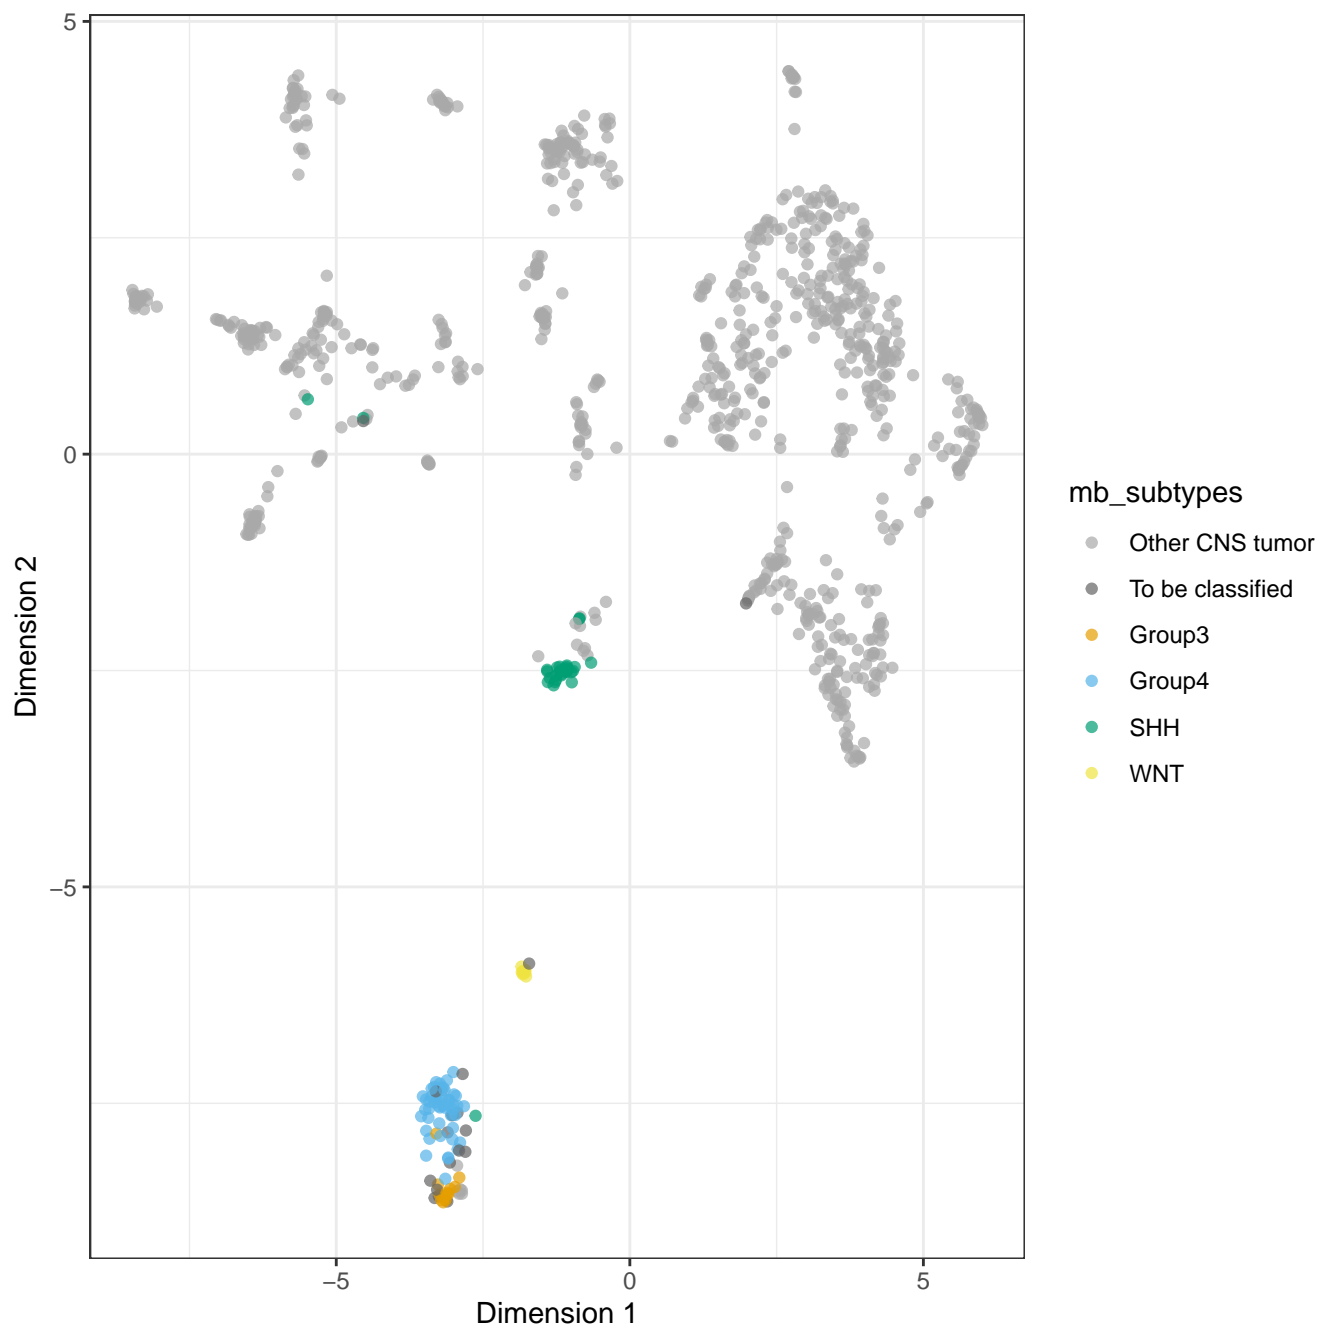 5
0
−5
Dimension 2
−5
0
5
Dimension 1
mb_subtypes
Other CNS tumor
To be classified
Group3
Group4
SHH
WNT